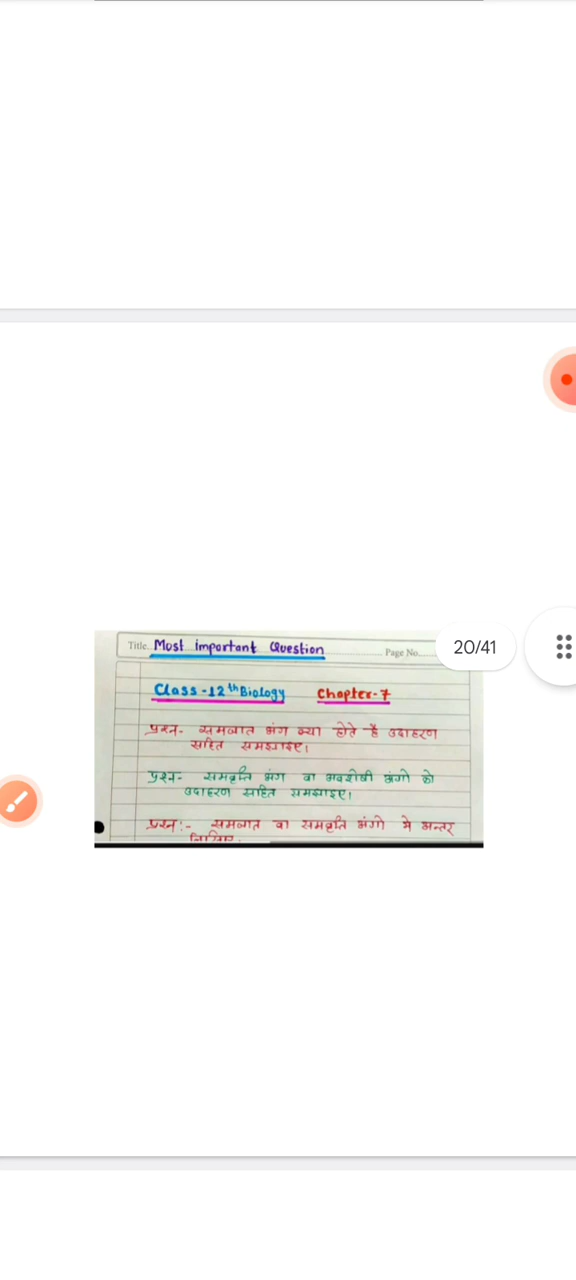 Title. Most important Question
Page No.
20/41
Class -12th Biology Chapter-7
प्रश्न- समजात अंग क्या होते है उदाहरण
सहित समझाइए।
प्रश्न- समवृत्ति अंग वा अवशेषी अंगो को
उदाहरण सहित समझाइए।
प्रश्न:- समजात वा समवृत्ति अंगो मे अन्तर